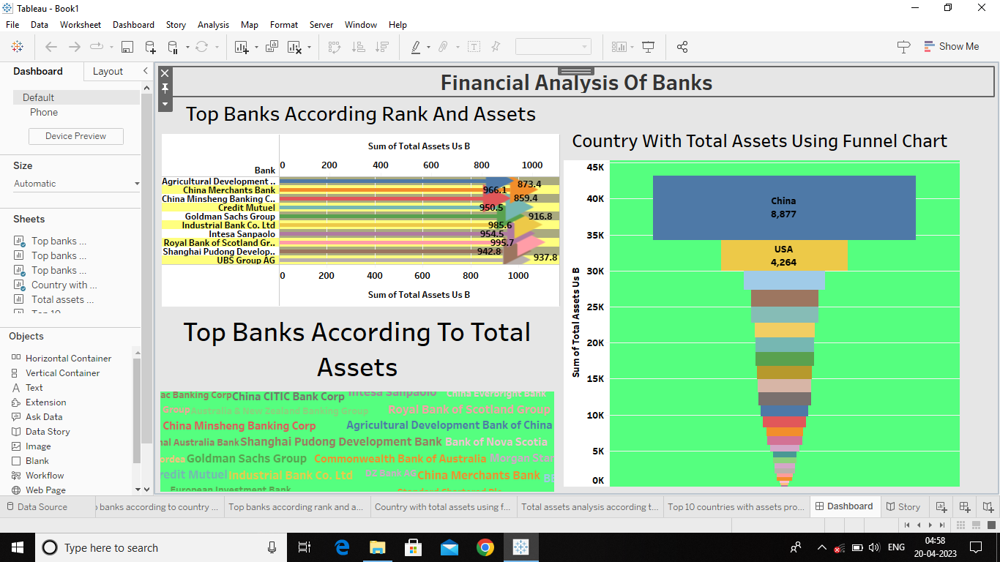 Tableau - Book1
File Data Worksheet Dashboard Story Analysis Map Format Server Window Help
Show Me
Dashboard Layout
Default
Phone
Device Preview
Size
Automatic
Sheets
Top banks ...
Top banks ...
Top banks ...
Country with ...
Total assets ...
Top 10
Objects
Horizontal Container
Vertical Container
Text
Extension
Ask Data
Data Story
Image
Blank
Workflow
Web Page
Financial Analysis Of Banks
Top Banks According Rank And Assets
Sum of Total Assets Us B
Bank 0 200 400 600 800 1000
Agricultural Development .. 873.4
China Merchants Bank 966.1
China Minsheng Banking C.. 859.4
Credit Mutuel 950.5
Goldman Sachs Group 916.8
Industrial Bank Co. Ltd 985.6
Intesa Sanpaolo 954.5
Royal Bank of Scotland Gr.. 995.7
Shanghai Pudong Develop.. 942.8
UBS Group AG 937.8
0 200 400 600 800 1000
Sum of Total Assets Us B
Top Banks According To Total
Assets
ac Banking Corp China CITIC Bank Corp Intesa Sanpaolo China Everbright Bank
Group Australia & New Zealand Banking Group Royal Bank of Scotland Group
China Minsheng Banking Corp Agricultural Development Bank of China
nal Australia Bank Shanghai Pudong Development Bank Bank of Nova Scotia
ordea Goldman Sachs Group Commonwealth Bank of Australia Morgan Stan
redit Mutuel Industrial Bank Co. Ltd DZ Bank AG China Merchants Bank
European Investment Bank Standard Chartered Plc
Country With Total Assets Using Funnel Chart
Sum of Total Assets Us B
45K
40K
35K
30K
25K
20K
15K
10K
5K
0K
China
8,877
USA
4,264
Data Source banks according to country ... Top banks according rank and a... Country with total assets using f... Total assets analysis according t... Top 10 countries with assets pro... Dashboard Story
Type here to search
ENG
04:58
20-04-2023